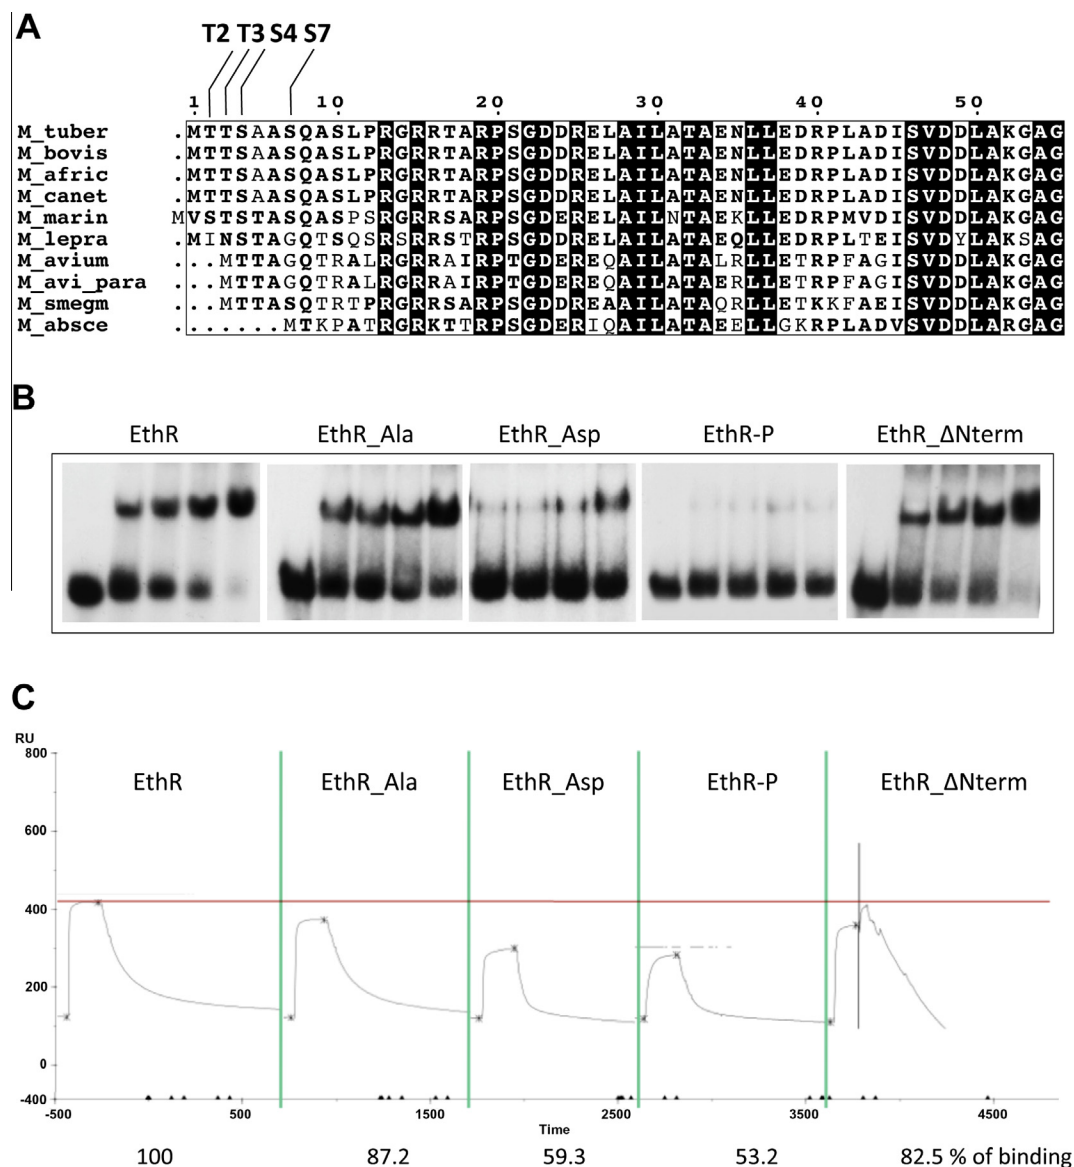 A
T2 T3 S4 S7
1 10 20 30 40 50
M_tuber .MTTSAASQASLPRGRRTARPSGDDRELAILATAENLLEDRPLADISVDDLAKGAG
M_bovis .MTTSAASQASLPRGRRTARPSGDDRELAILATAENLLEDRPLADISVDDLAKGAG
M_afric .MTTSAASQASLPRGRRTARPSGDDRELAILATAENLLEDRPLADISVDDLAKGAG
M_canet .MTTSAASQASLPRGRRTARPSGDDRELAILATAENLLEDRPLADISVDDLAKGAG
M_marin MVSTSTASQASPSRGRRSARPSGDERELAILNTAEKLLEDRPMVDISVDDLAKGAG
M_lepra .MINSTAGQTSQSRSRRSTRPSGDERELAILATAEQLLEDRPLTEISVDYLAKSAG
M_avium ...MTTAGQTRALRGRRAIRPTGDEREQAILATALRLLETRPFAGISVDDLAKGAG
M_avi_para ...MTTASQTRALRGRRAIRPTGDEREQAILATAERLLETRPFAGISVDDLAKGAG
M_smegm ...MTTASQTRTPRGRRSARPSGDEREAAILATAQRLLETKKFAEISVDDLAKGAG
M_absce .......MTKPATRGRKTTRPSGDERIQAILATAEELLGKRPLADVSVDDLARGAG
B
EthR EthR_Ala EthR_Asp EthR-P EthR_ΔNterm
C
RU
800
600
400
200
0
-400
EthR EthR_Ala EthR_Asp EthR-P EthR_ΔNterm
-500 500 1500 2500 3500 4500
Time
100 87.2 59.3 53.2 82.5 % of binding